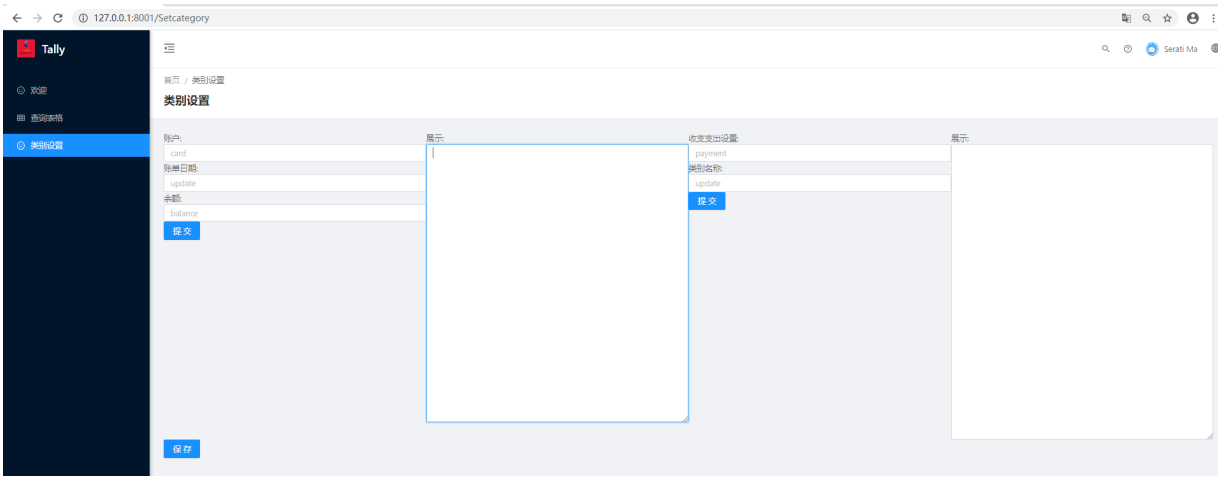 127.0.0.1:8001/Setcategory
Tally
Serati Ma
欢迎
查询表格
类别设置
首页 / 类别设置
类别设置
账户:
card
账单日期:
update
余额:
balance
提 交
展示:
收支支出设置:
payment
类别名称:
update
提 交
展示:
保 存